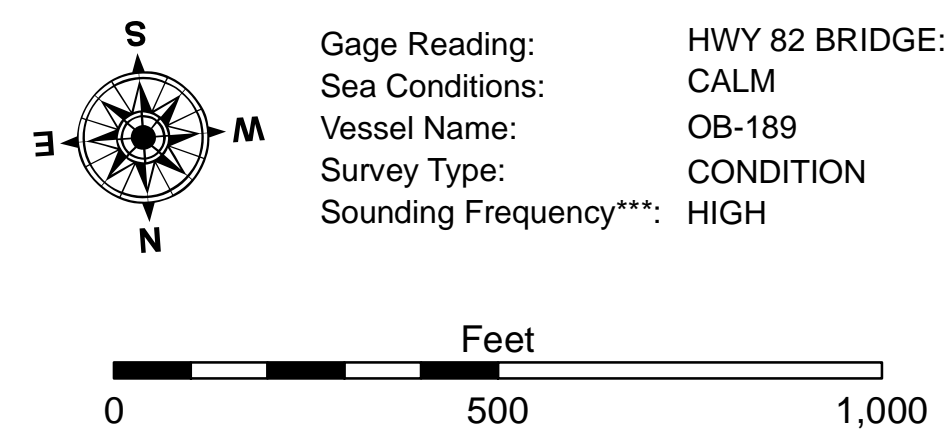 S
E
W
N
Gage Reading: HWY 82 BRIDGE:
Sea Conditions: CALM
Vessel Name: OB-189
Survey Type: CONDITION
Sounding Frequency***: HIGH
Feet
0 500 1,000